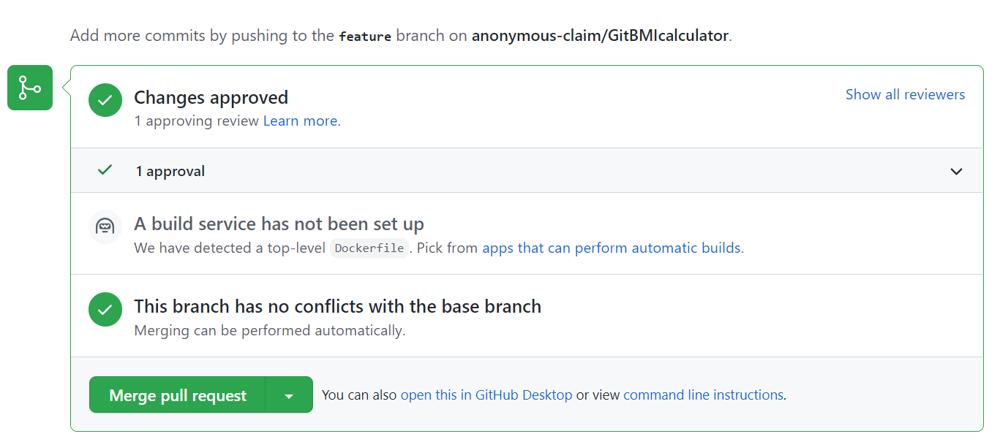 Add more commits by pushing to the feature branch on anonymous-claim/GitBMIcalculator.
Changes approved
Show all reviewers
1 approving review Learn more.
1 approval
A build service has not been set up
We have detected a top-level Dockerfile. Pick from apps that can perform automatic builds.
This branch has no conflicts with the base branch
Merging can be performed automatically.
Merge pull request
You can also open this in GitHub Desktop or view command line instructions.